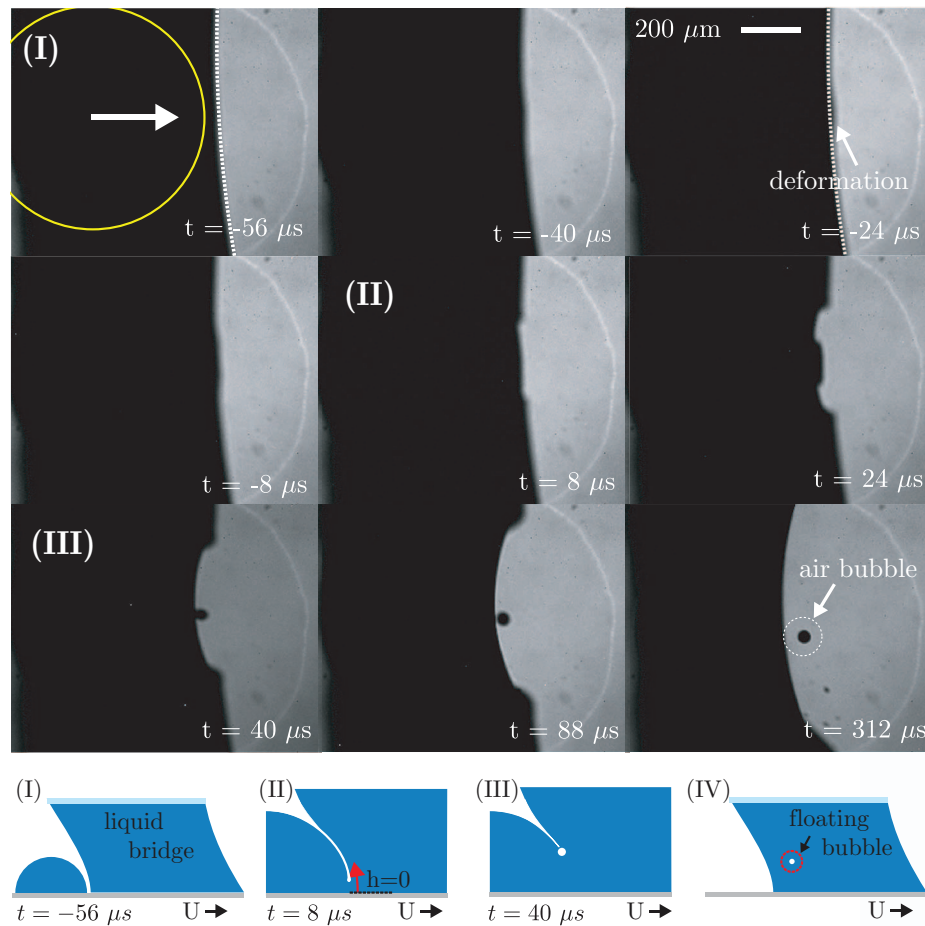 (I)
200 μm
deformation
t = -56 μs
t = -40 μs
t = -24 μs
(II)
t = -8 μs
t = 8 μs
t = 24 μs
(III)
air bubble
t = 40 μs
t = 88 μs
t = 312 μs
(I)
(II)
(III)
(IV)
liquid
bridge
floating
bubble
h=0
t = −56 μs
U
t = 8 μs
U
t = 40 μs
U
U